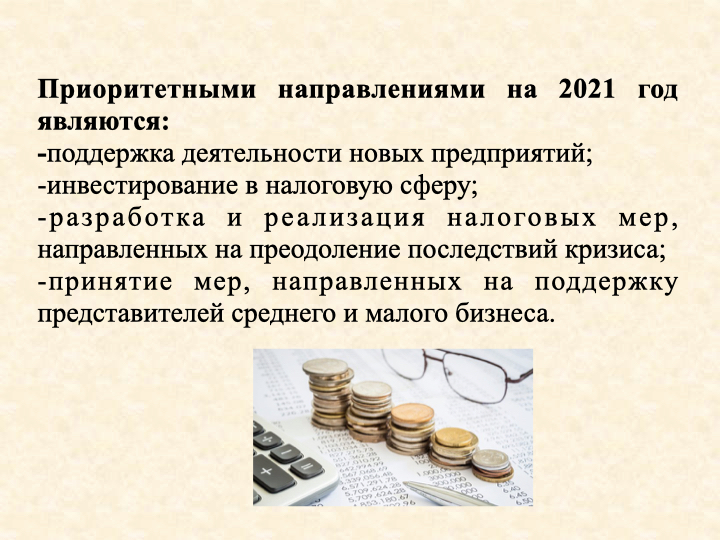 Приоритетными направлениями на 2021 год
являются:
-поддержка деятельности новых предприятий;
-инвестирование в налоговую сферу;
-разработка и реализация налоговых мер,
направленных на преодоление последствий кризиса;
-принятие мер, направленных на поддержку
представителей среднего и малого бизнеса.